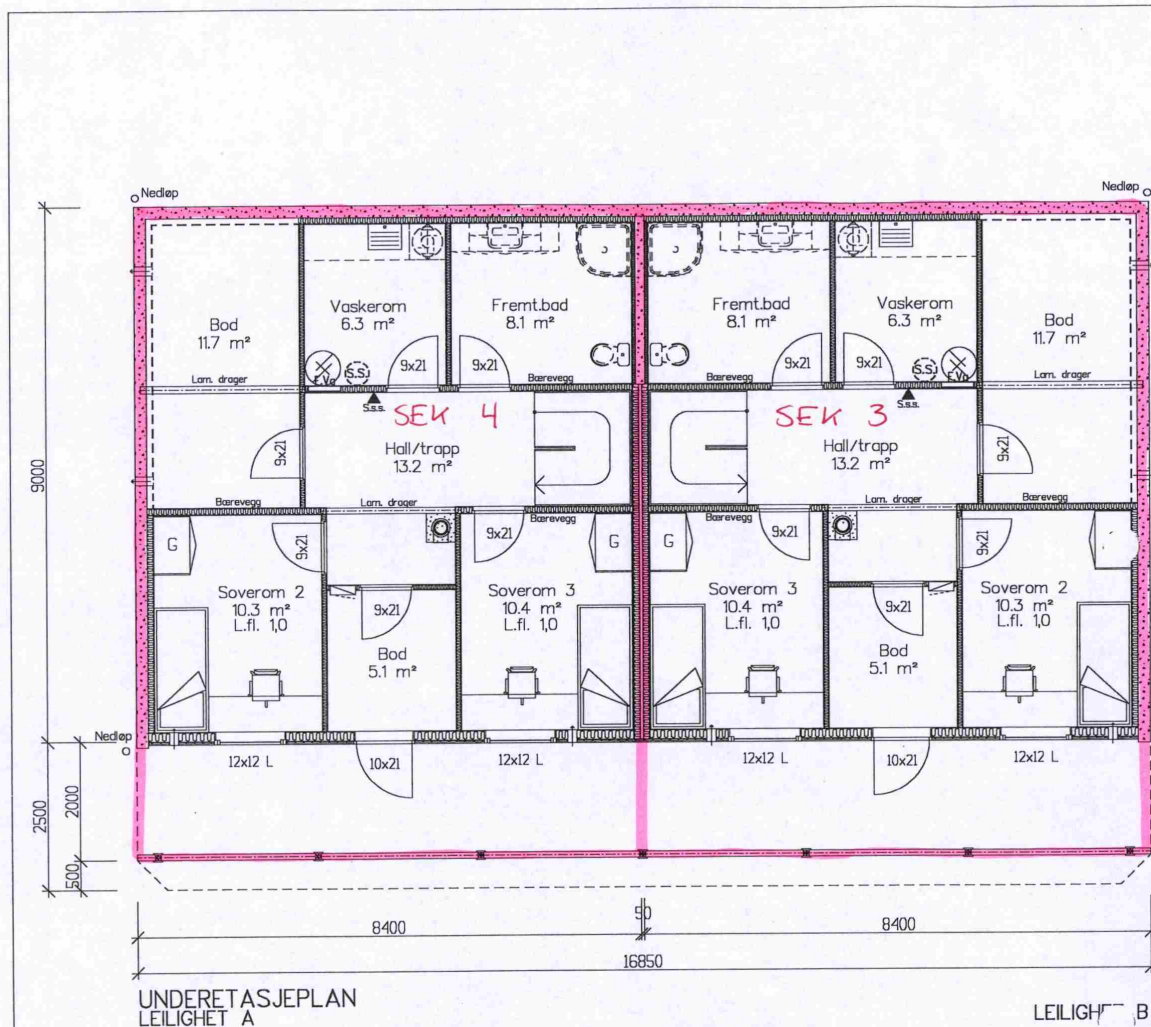 Nedløp
Nedløp
Vaskerom
6.3 m²
Fremt.bad
8.1 m²
Fremt.bad
8.1 m²
Vaskerom
6.3 m²
Bod
11.7 m²
Bod
11.7 m²
S.S.
S.S.
9x21
9x21
9x21
9x21
Lam. drager
Bærevegg
Bærevegg
Lam. drager
S.s.s.
S.s.s.
SEK 4
SEK 3
Hall/trapp
13.2 m²
Hall/trapp
13.2 m²
9x21
9x21
9000
Bærevegg
Lam. drager
Bærevegg
Bærevegg
Lam. drager
Bærevegg
G
9x21
9x21
G
G
9x21
9x21
Soverom 2
10.3 m²
L.fl. 1,0
Soverom 3
10.4 m²
L.fl. 1,0
Soverom 3
10.4 m²
L.fl. 1,0
Soverom 2
10.3 m²
L.fl. 1,0
9x21
9x21
Bod
5.1 m²
Bod
5.1 m²
Nedløp
12x12 L
10x21
12x12 L
12x12 L
10x21
12x12 L
2500
2000
500
8400
50
8400
16850
UNDERETASJEPLAN
LEILIGHET A
B